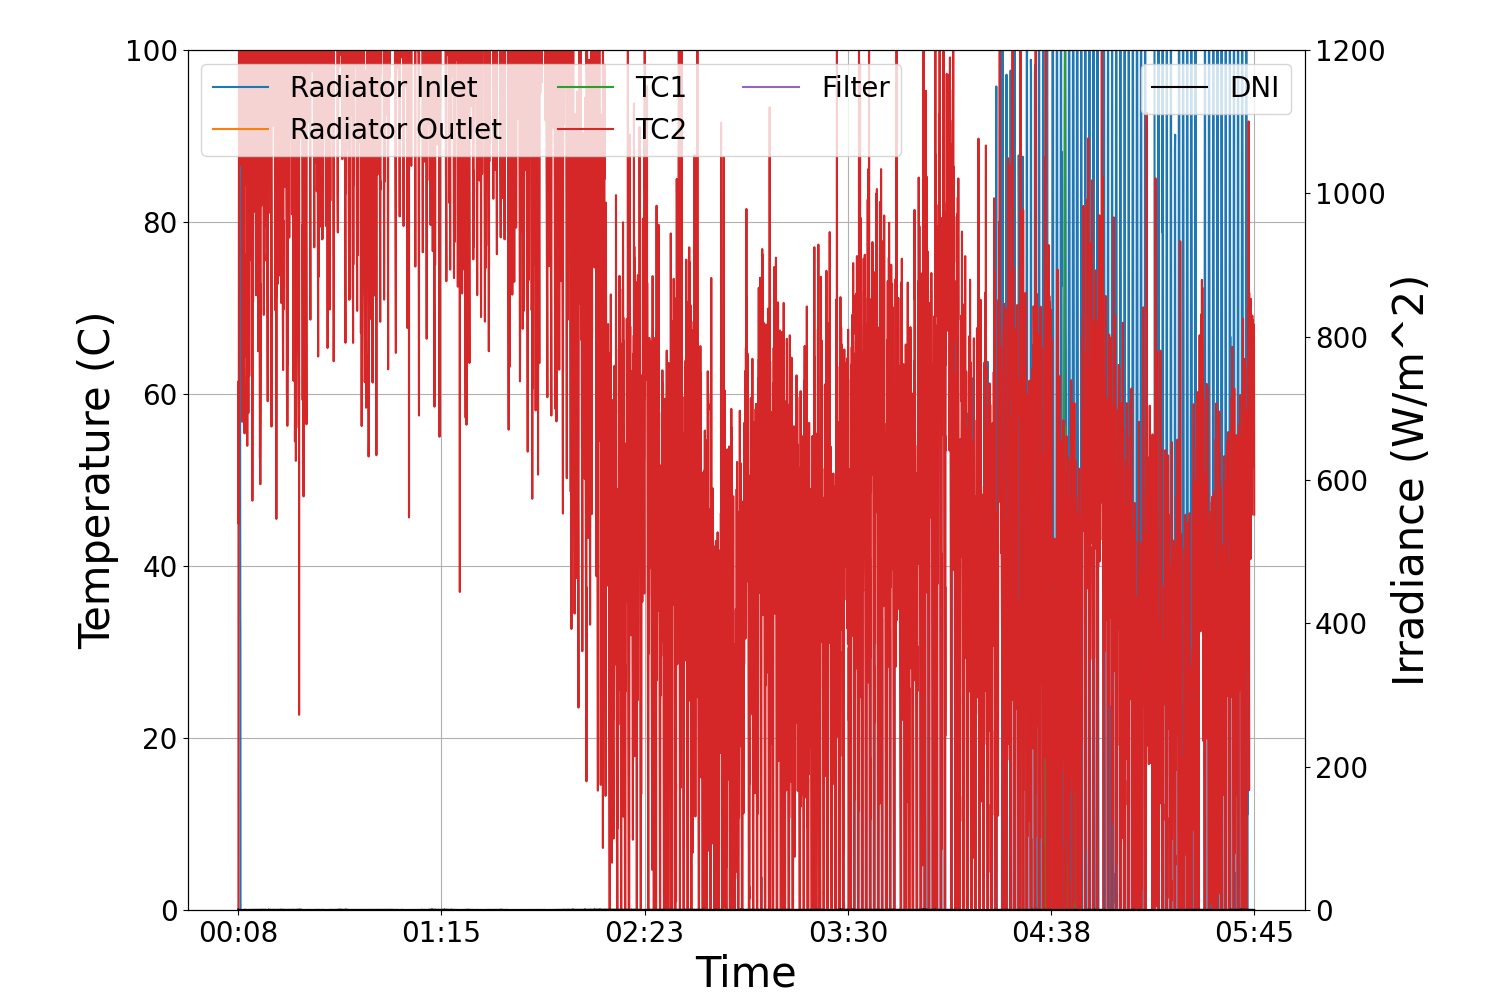 100
80
60
40
20
0
Temperature (C)
Radiator Inlet
Radiator Outlet
TC1
TC2
Filter
DNI
1200
1000
800
600
400
200
0
Irradiance (W/m^2)
00:08
01:15
02:23
03:30
04:38
05:45
Time